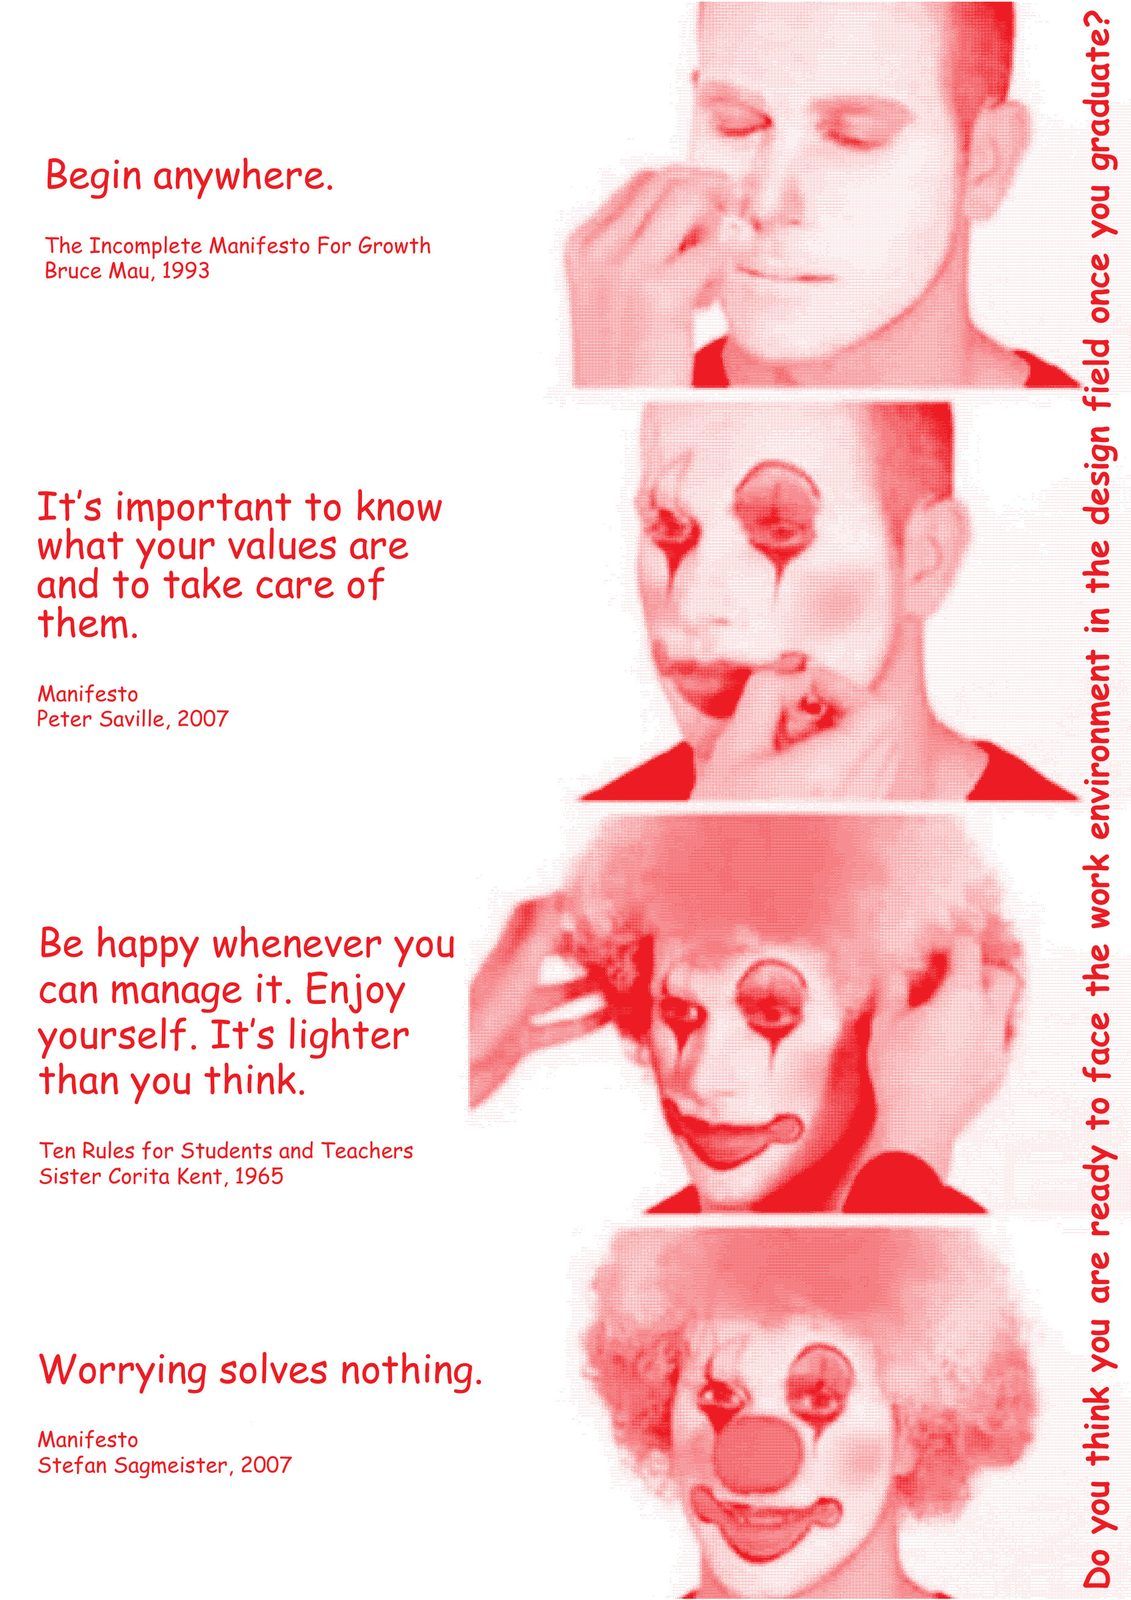 Begin anywhere.
The Incomplete Manifesto For Growth
Bruce Mau, 1993
It's important to know
what your values are
and to take care of
them.
Manifesto
Peter Saville, 2007
Be happy whenever you
can manage it. Enjoy
yourself. It's lighter
than you think.
Ten Rules for Students and Teachers
Sister Corita Kent, 1965
Worrying solves nothing.
Manifesto
Stefan Sagmeister, 2007
Do you think you are ready to face the work environment in the design field once you graduate?